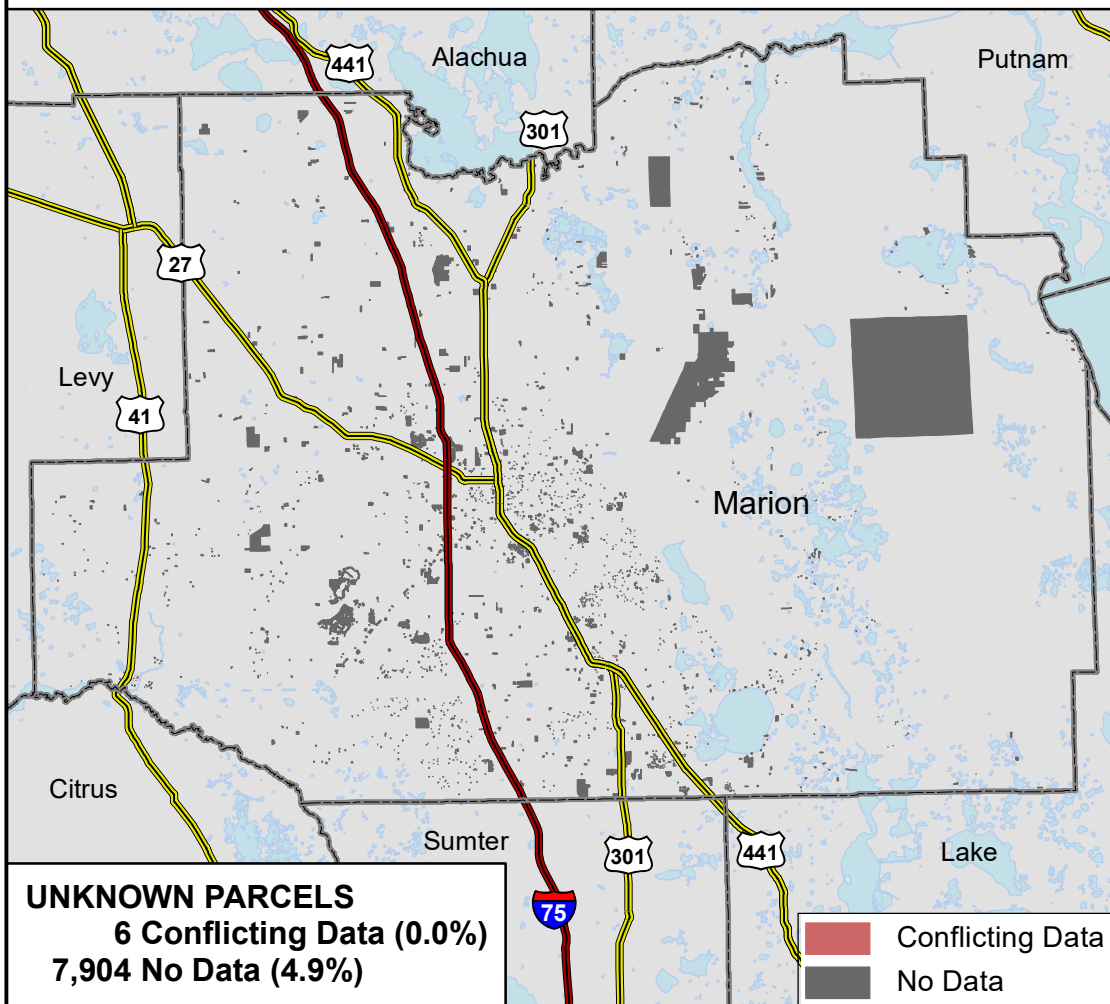 Alachua
Putnam
441
301
27
Levy
41
Marion
Citrus
Sumter
301
441
Lake
75
UNKNOWN PARCELS
6 Conflicting Data (0.0%)
7,904 No Data (4.9%)
Conflicting Data
No Data